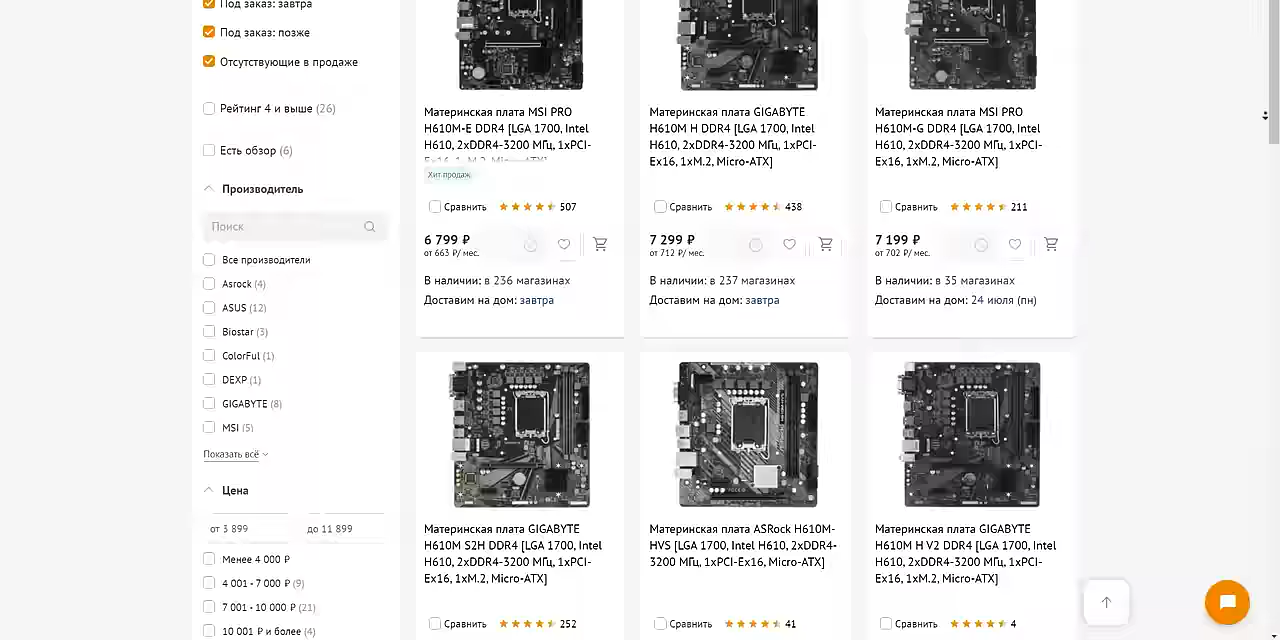 Под заказ: завтра
Под заказ: позже
Отсутствующие в продаже
Рейтинг 4 и выше (26)
Есть обзор (6)
Производитель
Поиск
Все производители
Asrock (4)
ASUS (12)
Biostar (3)
ColorFul (1)
DEXP (1)
GIGABYTE (8)
MSI (5)
Показать всё
Цена
от 3 899
до 11 899
Менее 4 000 ₽
4 001 - 7 000 ₽ (9)
7 001 - 10 000 ₽ (21)
10 001 ₽ и более (4)
Материнская плата MSI PRO
H610M-E DDR4 [LGA 1700, Intel
H610, 2xDDR4-3200 МГц, 1xPCI-
Ex16, 1xM.2, Micro-ATX]
Хит продаж
Сравнить 507
6 799 ₽
от 663 ₽/ мес.
В наличии: в 236 магазинах
Доставим на дом: завтра
Материнская плата GIGABYTE
H610M H DDR4 [LGA 1700, Intel
H610, 2xDDR4-3200 МГц, 1xPCI-
Ex16, 1xM.2, Micro-ATX]
Сравнить 438
7 299 ₽
от 712 ₽/ мес.
В наличии: в 237 магазинах
Доставим на дом: завтра
Материнская плата MSI PRO
H610M-G DDR4 [LGA 1700, Intel
H610, 2xDDR4-3200 МГц, 1xPCI-
Ex16, 1xM.2, Micro-ATX]
Сравнить 211
7 199 ₽
от 702 ₽/ мес.
В наличии: в 35 магазинах
Доставим на дом: 24 июля (пн)
Материнская плата GIGABYTE
H610M S2H DDR4 [LGA 1700, Intel
H610, 2xDDR4-3200 МГц, 1xPCI-
Ex16, 1xM.2, Micro-ATX]
Сравнить 252
Материнская плата ASRock H610M-
HVS [LGA 1700, Intel H610, 2xDDR4-
3200 МГц, 1xPCI-Ex16, Micro-ATX]
Сравнить 41
Материнская плата GIGABYTE
H610M H V2 DDR4 [LGA 1700, Intel
H610, 2xDDR4-3200 МГц, 1xPCI-
Ex16, 1xM.2, Micro-ATX]
Сравнить 4